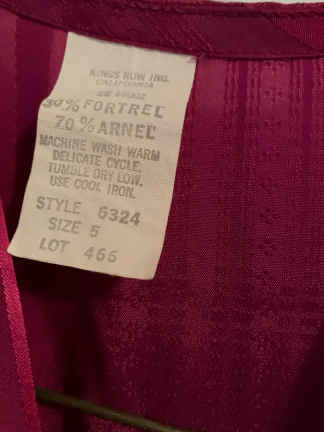 KINGS ROW INC.
CALIFORNIA
30% FORTREL
70% ARNEL
MACHINE WASH WARM
DELICATE CYCLE.
TUMBLE DRY LOW.
USE COOL IRON.
STYLE 6324
SIZE 5
LOT 466